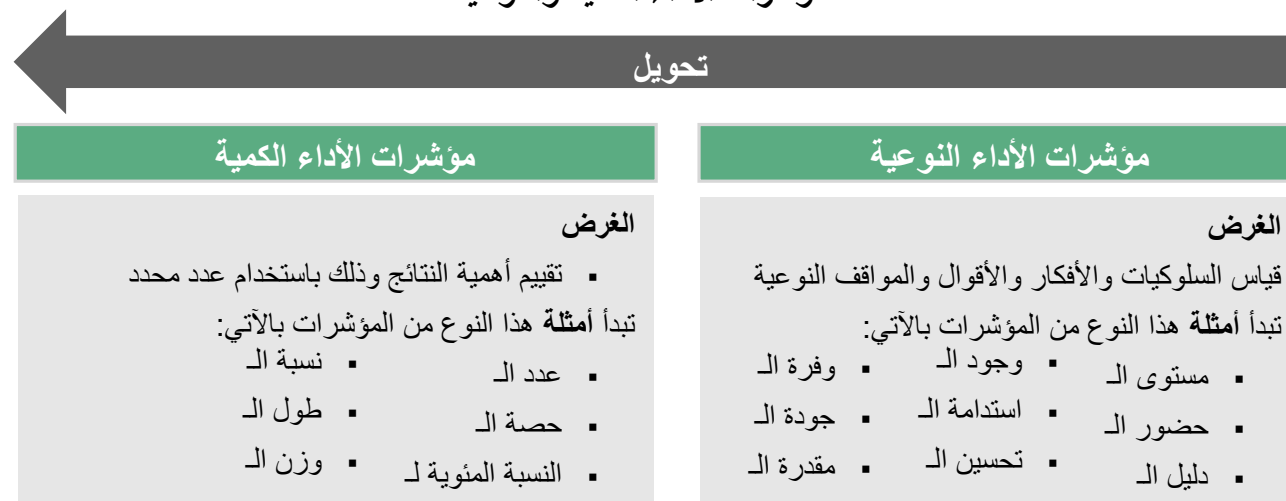 تحويل
مؤشرات الأداء النوعية
الغرض
قياس السلوكيات والأفكار والأقوال والمواقف النوعية
تبدأ أمثلة هذا النوع من المؤشرات بالآتي:
▪ مستوى الـ ▪ وجود الـ ▪ وفرة الـ
▪ حضور الـ ▪ استدامة الـ ▪ جودة الـ
▪ دليل الـ ▪ تحسين الـ ▪ مقدرة الـ
مؤشرات الأداء الكمية
الغرض
▪ تقييم أهمية النتائج وذلك باستخدام عدد محدد
تبدأ أمثلة هذا النوع من المؤشرات بالآتي:
▪ عدد الـ ▪ نسبة الـ
▪ حصة الـ ▪ طول الـ
▪ النسبة المئوية لـ ▪ وزن الـ